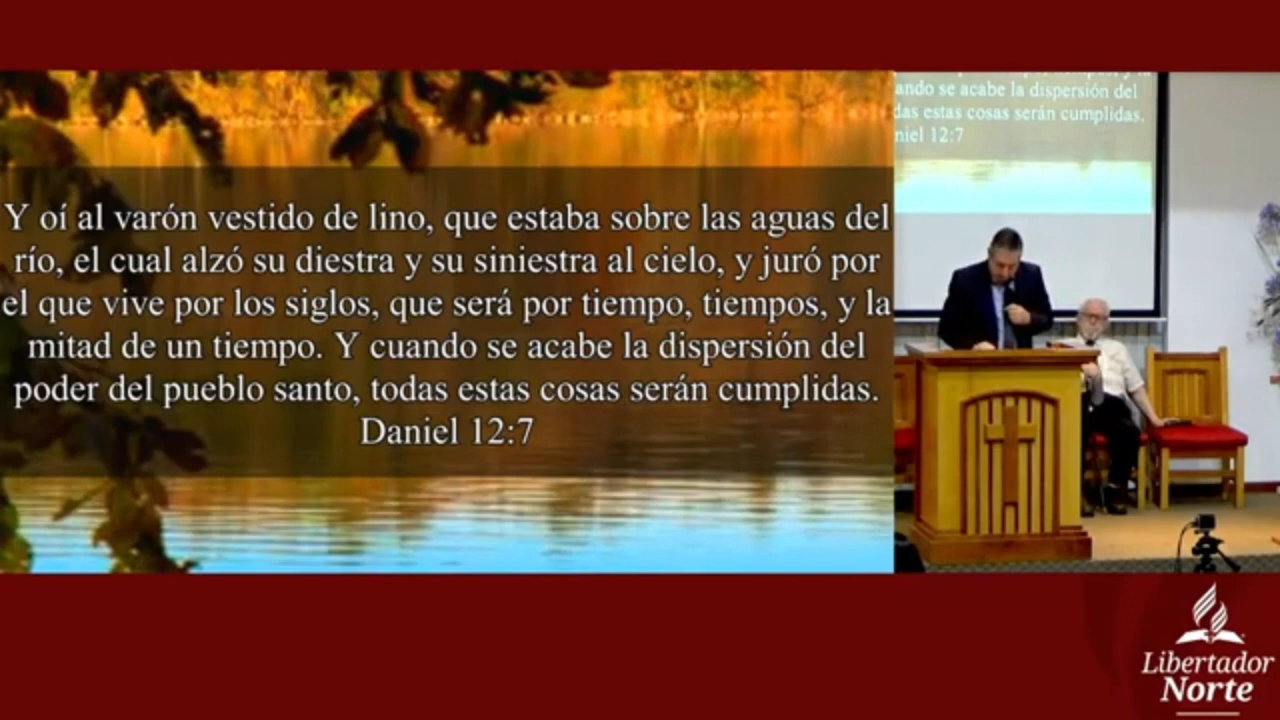 Y oí al varón vestido de lino, que estaba sobre las aguas del
río, el cual alzó su diestra y su siniestra al cielo, y juró por
el que vive por los siglos, que será por tiempo, tiempos, y la
mitad de un tiempo. Y cuando se acabe la dispersión del
poder del pueblo santo, todas estas cosas serán cumplidas.
Daniel 12:7
ando se acabe la dispersión del
das estas cosas serán cumplidas.
niel 12:7
Libertador
Norte